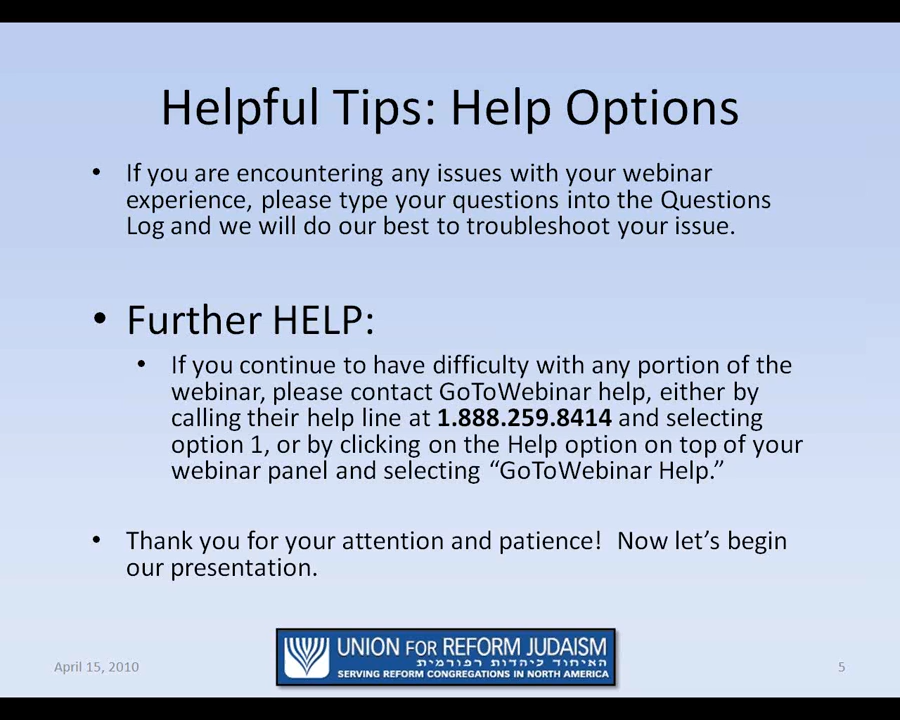 Helpful Tips: Help Options
• If you are encountering any issues with your webinar
experience, please type your questions into the Questions
Log and we will do our best to troubleshoot your issue.
• Further HELP:
• If you continue to have difficulty with any portion of the
webinar, please contact GoToWebinar help, either by
calling their help line at 1.888.259.8414 and selecting
option 1, or by clicking on the Help option on top of your
webinar panel and selecting “GoToWebinar Help.”
• Thank you for your attention and patience!  Now let’s begin
our presentation.
UNION FOR REFORM JUDAISM
האיחוד ליהדות רפורמית
SERVING REFORM CONGREGATIONS IN NORTH AMERICA
April 15, 2010
5